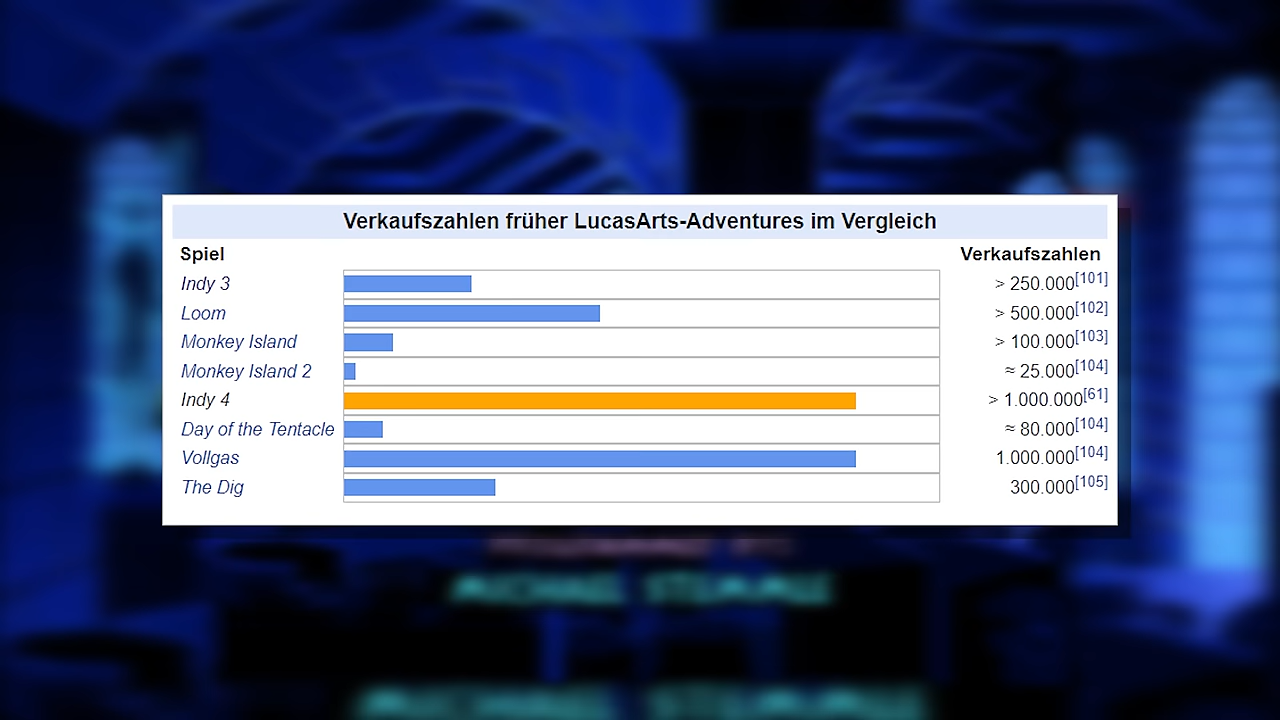 Verkaufszahlen früher LucasArts-Adventures im Vergleich
Spiel Verkaufszahlen
Indy 3 > 250.000[101]
Loom > 500.000[102]
Monkey Island > 100.000[103]
Monkey Island 2 ≈ 25.000[104]
Indy 4 > 1.000.000[61]
Day of the Tentacle ≈ 80.000[104]
Vollgas 1.000.000[104]
The Dig 300.000[105]
MICHAEL STEMMLE